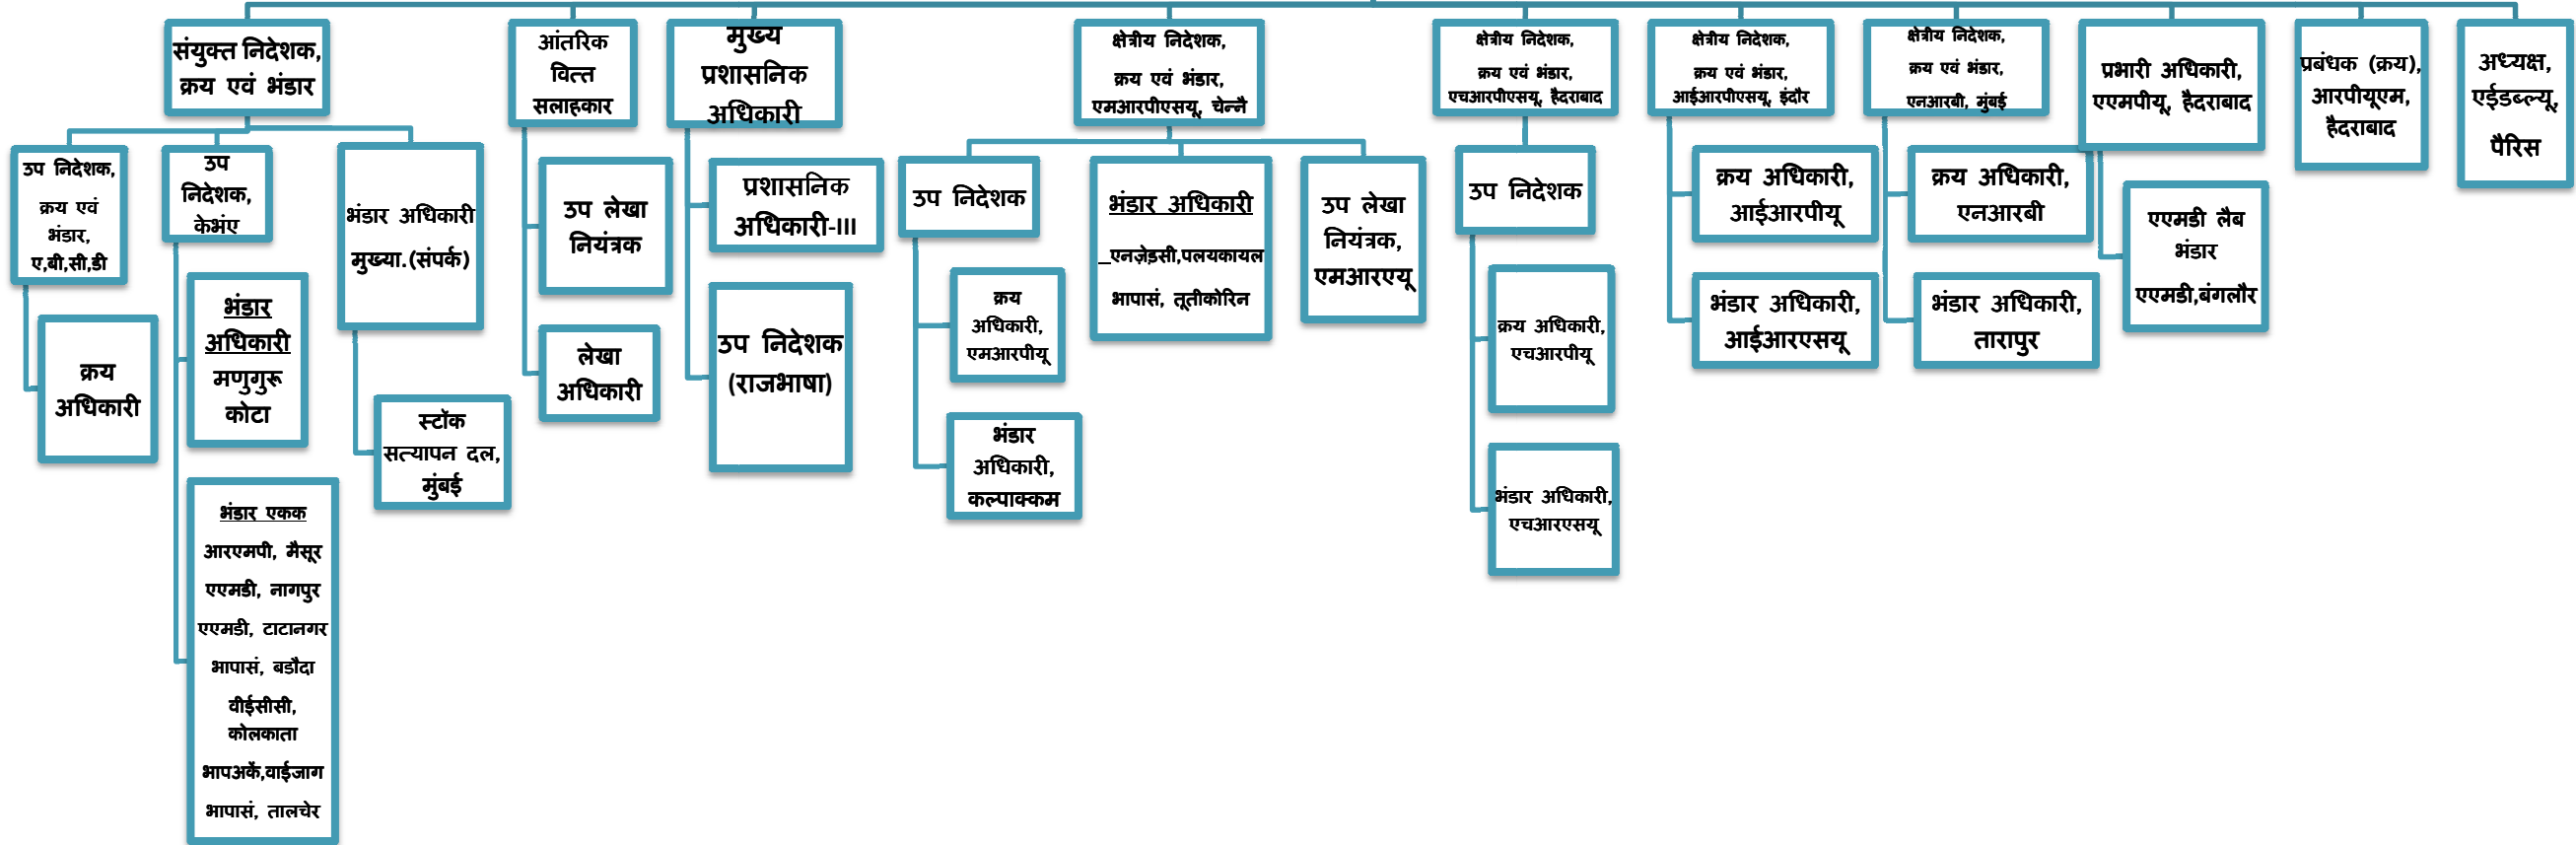 संयुक्त निदेशक,
क्रय एवं भंडार
उप निदेशक,
क्रय एवं
भंडार,
ए,बी,सी,डी
क्रय
अधिकारी
उप
निदेशक,
केभंए
भंडार
अधिकारी
मणुगुरू
कोटा
भंडार एकक
आरएमपी, मैसूर
एएमडी, नागपुर
एएमडी, टाटानगर
भापासं, बडौदा
वीईसीसी,
कोलकाता
भापअकें,वाईजाग
भापासं, तालचेर
भंडार अधिकारी
मुख्या.(संपर्क)
स्टॉक
सत्यापन दल,
मुंबई
आंतरिक
वित्त
सलाहकार
उप लेखा
नियंत्रक
लेखा
अधिकारी
मुख्य
प्रशासनिक
अधिकारी
प्रशासनिक
अधिकारी-III
उप निदेशक
(राजभाषा)
क्षेत्रीय निदेशक,
क्रय एवं भंडार,
एमआरपीएसयू, चेन्नै
उप निदेशक
क्रय
अधिकारी,
एमआरपीयू
भंडार
अधिकारी,
कल्पाक्कम
भंडार अधिकारी
_एनज़ेडसी,पलयकायल
भापासं, तूतीकोरिन
उप लेखा
नियंत्रक,
एमआरएयू
क्षेत्रीय निदेशक,
क्रय एवं भंडार,
एचआरपीएसयू, हैदराबाद
उप निदेशक
क्रय अधिकारी,
एचआरपीयू
भंडार अधिकारी,
एचआरएसयू
क्षेत्रीय निदेशक,
क्रय एवं भंडार,
आईआरपीएसयू, इंदौर
क्रय अधिकारी,
आईआरपीयू
भंडार अधिकारी,
आईआरएसयू
क्षेत्रीय निदेशक,
क्रय एवं भंडार,
एनआरबी, मुंबई
क्रय अधिकारी,
एनआरबी
भंडार अधिकारी,
तारापुर
प्रभारी अधिकारी,
एएमपीयू, हैदराबाद
एएमडी लैब
भंडार
एएमडी,बंगलौर
प्रबंधक (क्रय),
आरपीयूएम,
हैदराबाद
अध्यक्ष,
एईडब्ल्यू,
पैरिस